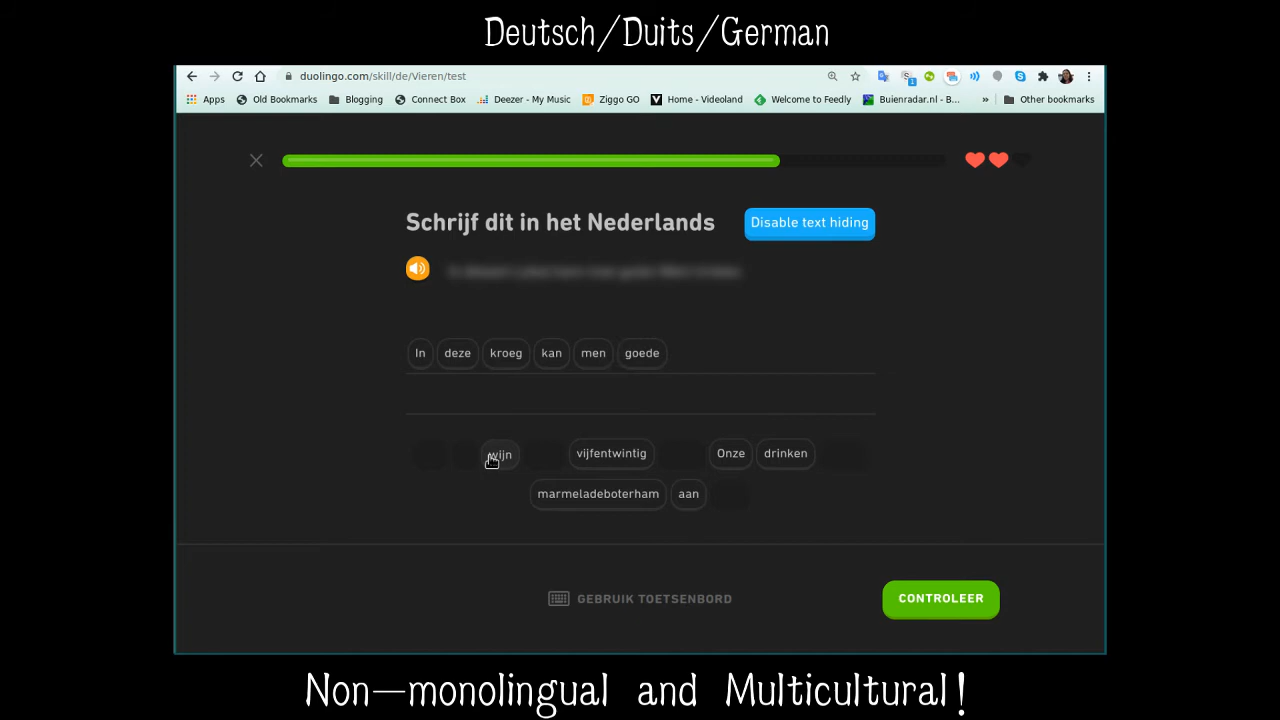 Deutsch/Duits/German
duolingo.com/skill/de/Vieren/test
Apps Old Bookmarks Blogging Connect Box Deezer - My Music Ziggo GO Home - Videoland Welcome to Feedly Buienradar.nl - B... » Other bookmarks
Schrijf dit in het Nederlands Disable text hiding
In deze kroeg kan men goede
wijn vijfentwintig Onze drinken
marmeladeboterham aan
GEBRUIK TOETSENBORD CONTROLEER
Non-monolingual and Multicultural!